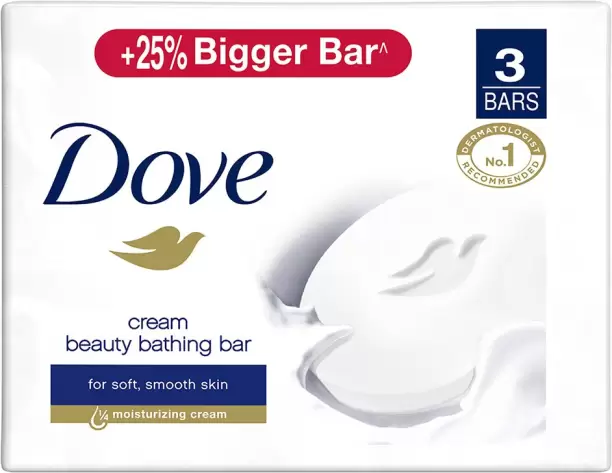 +25% Bigger Bar^
3
BARS
DERMATOLOGIST
No.1
RECOMMENDED
Dove
cream
beauty bathing bar
for soft, smooth skin
¼ moisturizing cream